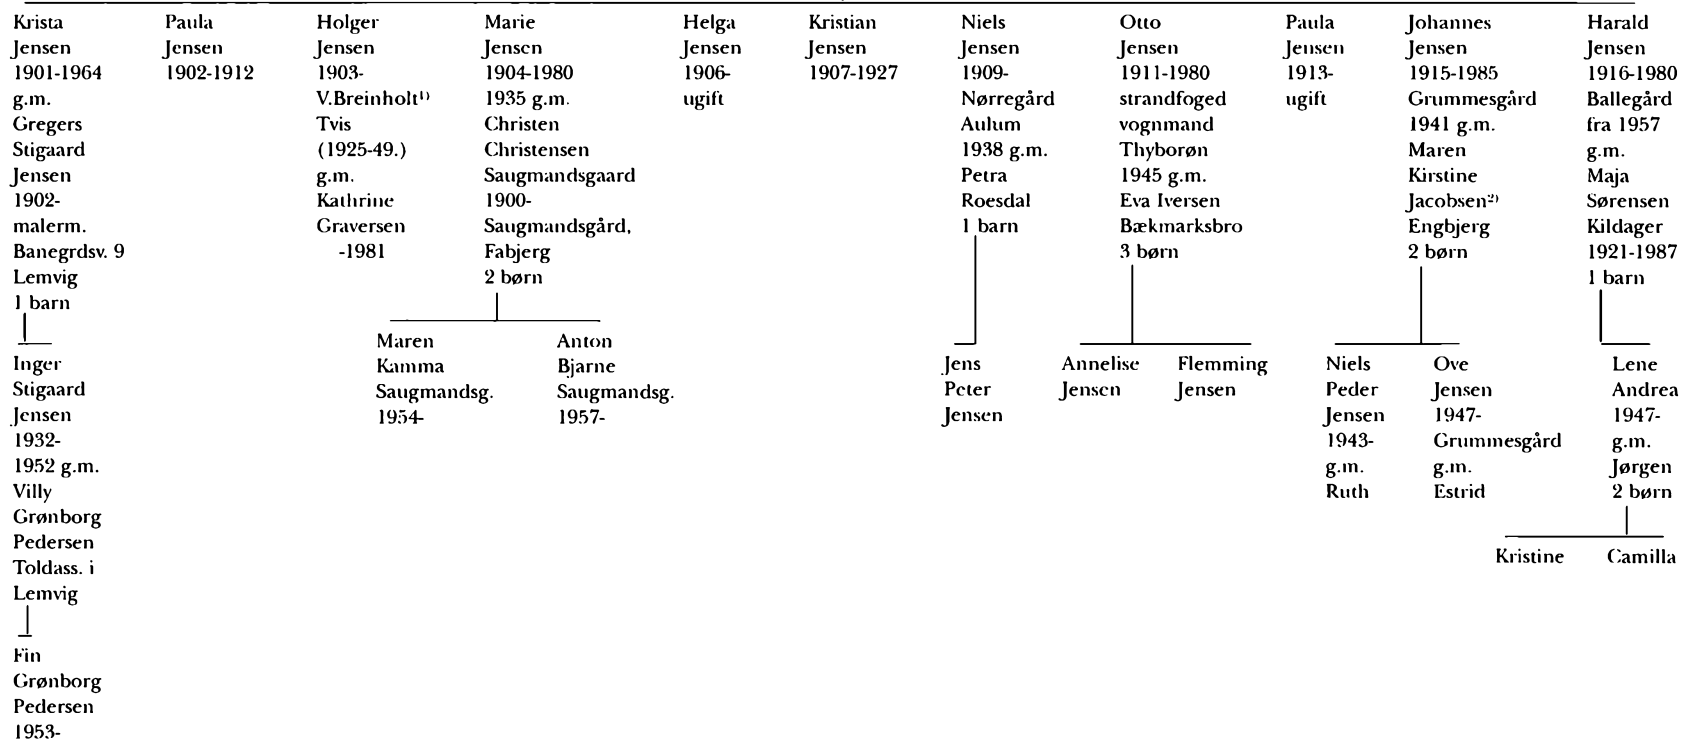 Krista
Jensen
1901-1964
g.m.
Gregers
Stigaard
Jensen
1902-
malerm.
Banegrdsv. 9
Lemvig
1 barn
Inger
Stigaard
Jensen
1932-
1952 g.m.
Villy
Grønborg
Pedersen
Toldass. i
Lemvig
Fin
Grønborg
Pedersen
1953-
Paula
Jensen
1902-1912
Holger
Jensen
1903-
V.Breinholt¹⁾
Tvis
(1925-49.)
g.m.
Kathrine
Graversen
-1981
Marie
Jensen
1904-1980
1935 g.m.
Christen
Christensen
Saugmandsgaard
1900-
Saugmandsgård,
Fabjerg
2 børn
Maren
Kamma
Saugmandsg.
1954-
Anton
Bjarne
Saugmandsg.
1957-
Helga
Jensen
1906-
ugift
Kristian
Jensen
1907-1927
Niels
Jensen
1909-
Nørregård
Aulum
1938 g.m.
Petra
Roesdal
1 barn
Jens
Peter
Jensen
Otto
Jensen
1911-1980
strandfoged
vognmand
Thyborøn
1945 g.m.
Eva Iversen
Bækmarksbro
3 børn
Annelise
Jensen
Flemming
Jensen
Paula
Jensen
1913-
ugift
Johannes
Jensen
1915-1985
Grummesgård
1941 g.m.
Maren
Kirstine
Jacobsen²⁾
Engbjerg
2 børn
Niels
Peder
Jensen
1943-
g.m.
Ruth
Ove
Jensen
1947-
Grummesgård
g.m.
Estrid
Harald
Jensen
1916-1980
Ballegård
fra 1957
g.m.
Maja
Sørensen
Kildager
1921-1987
1 barn
Lene
Andrea
1947-
g.m.
Jørgen
2 børn
Kristine
Camilla